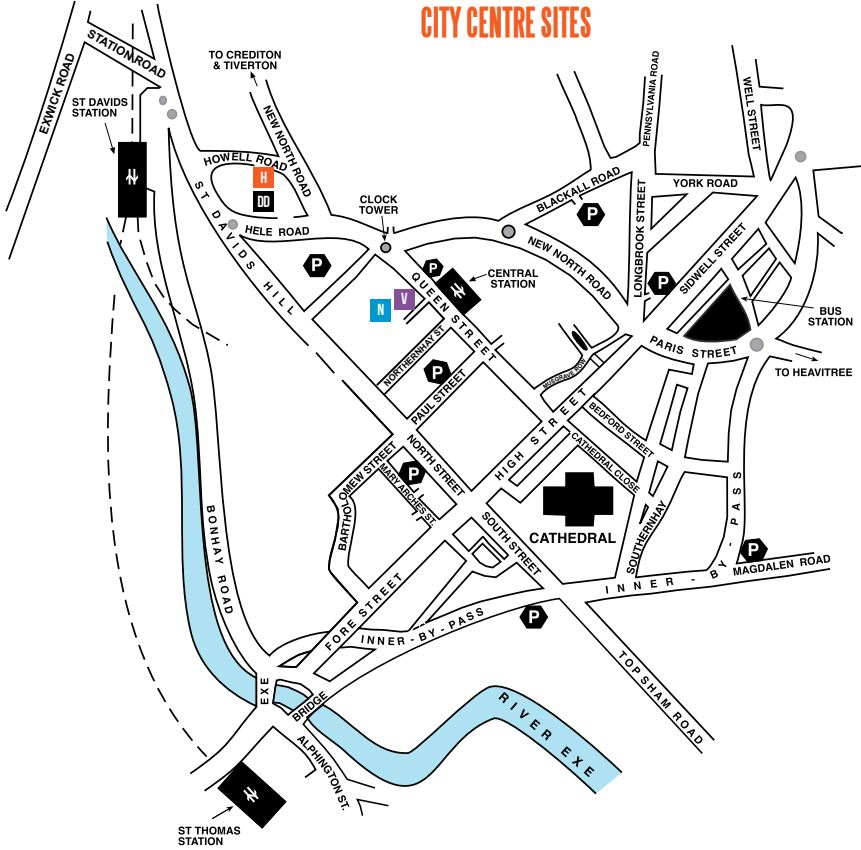 CITY CENTRE SITES
STATION ROAD
EXWICK ROAD
TO CREDITON
& TIVERTON
ST DAVIDS
STATION
NEW NORTH ROAD
PENNSYLVANIA ROAD
WELL STREET
HOWELL ROAD
H
DD
ST DAVIDS HILL
HELE ROAD
CLOCK
TOWER
BLACKALL ROAD
P
YORK ROAD
LONGBROOK STREET
SIDWELL STREET
NEW NORTH ROAD
P
P
CENTRAL
STATION
P
QUEEN STREET
N
V
BUS
STATION
PARIS STREET
TO HEAVITREE
NORTHERNHAY ST
P
PAUL STREET
MUSGRAVE ROW
HIGH STREET
BEDFORD STREET
CATHEDRAL CLOSE
NORTH STREET
BARTHOLOMEW STREET
P
MARY ARCHES ST
CATHEDRAL
SOUTH STREET
SOUTHERNHAY
INNER-BY-PASS
P
MAGDALEN ROAD
BONHAY ROAD
FORE STREET
INNER-BY-PASS
P
TOPSHAM ROAD
EXE
BRIDGE
RIVER EXE
ALPHINGTON ST.
ST THOMAS
STATION